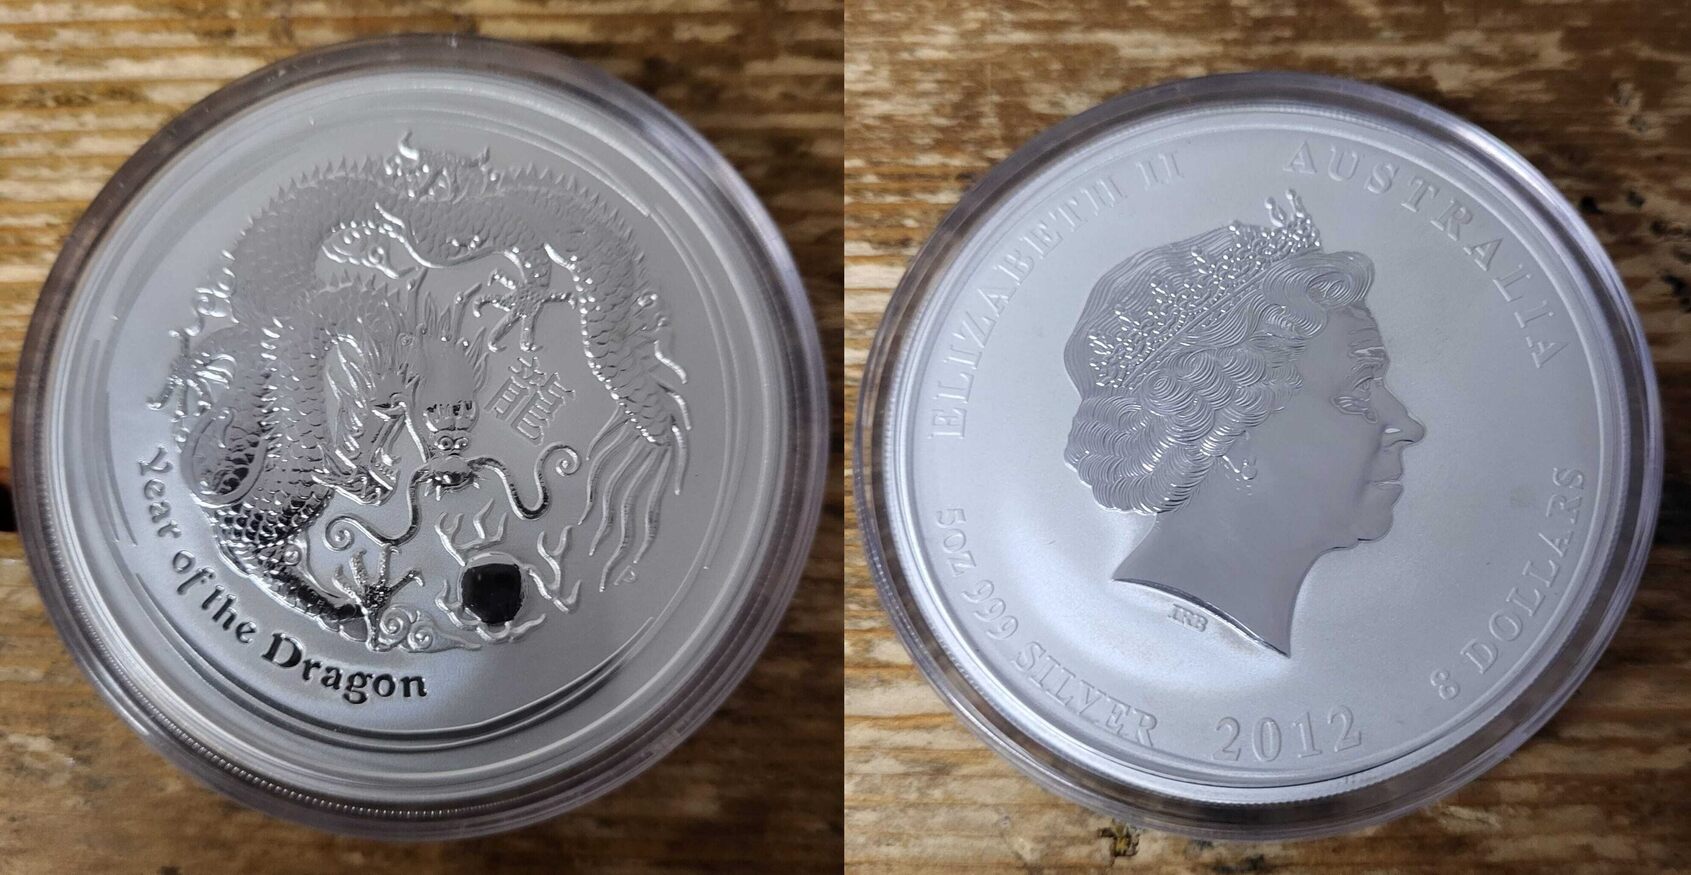 龍
Year of the Dragon
ELIZABETH II
AUSTRALIA
5OZ 999 SILVER
2012
8 DOLLARS
IRB